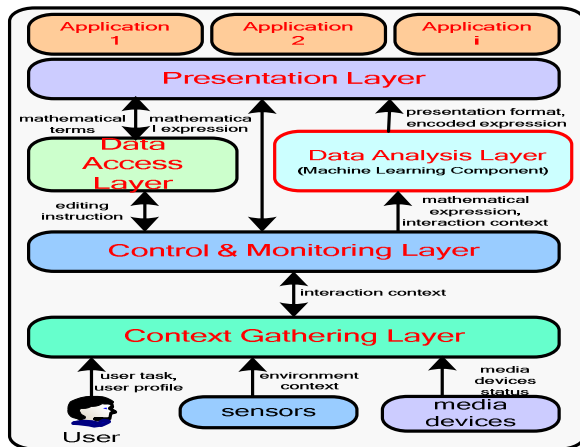 Application 1
Application 2
Application i
Presentation Layer
mathematical terms
mathematica
l expression
presentation format,
encoded expression
Data
Access
Layer
Data Analysis Layer
(Machine Learning Component)
editing
instruction
mathematical
expression,
interaction context
Control & Monitoring Layer
interaction context
Context Gathering Layer
user task,
user profile
environment
context
media
devices
status
User
sensors
media
devices